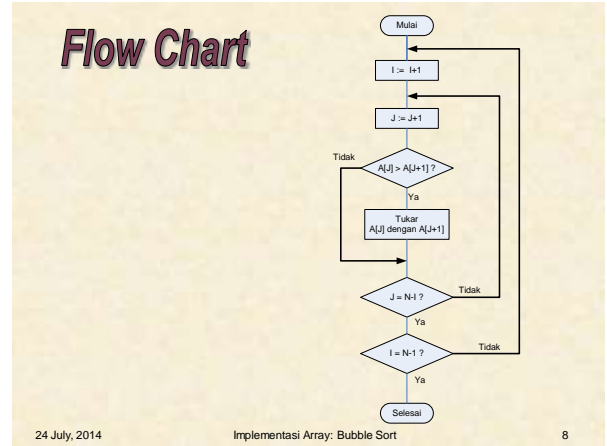 Flow Chart
Mulai
I := I+1
J := J+1
Tidak
A[J] > A[J+1] ?
Ya
Tukar
A[J] dengan A[J+1]
J = N-I ?
Tidak
Ya
I = N-1 ?
Tidak
Ya
Selesai
24 July, 2014
Implementasi Array: Bubble Sort
8